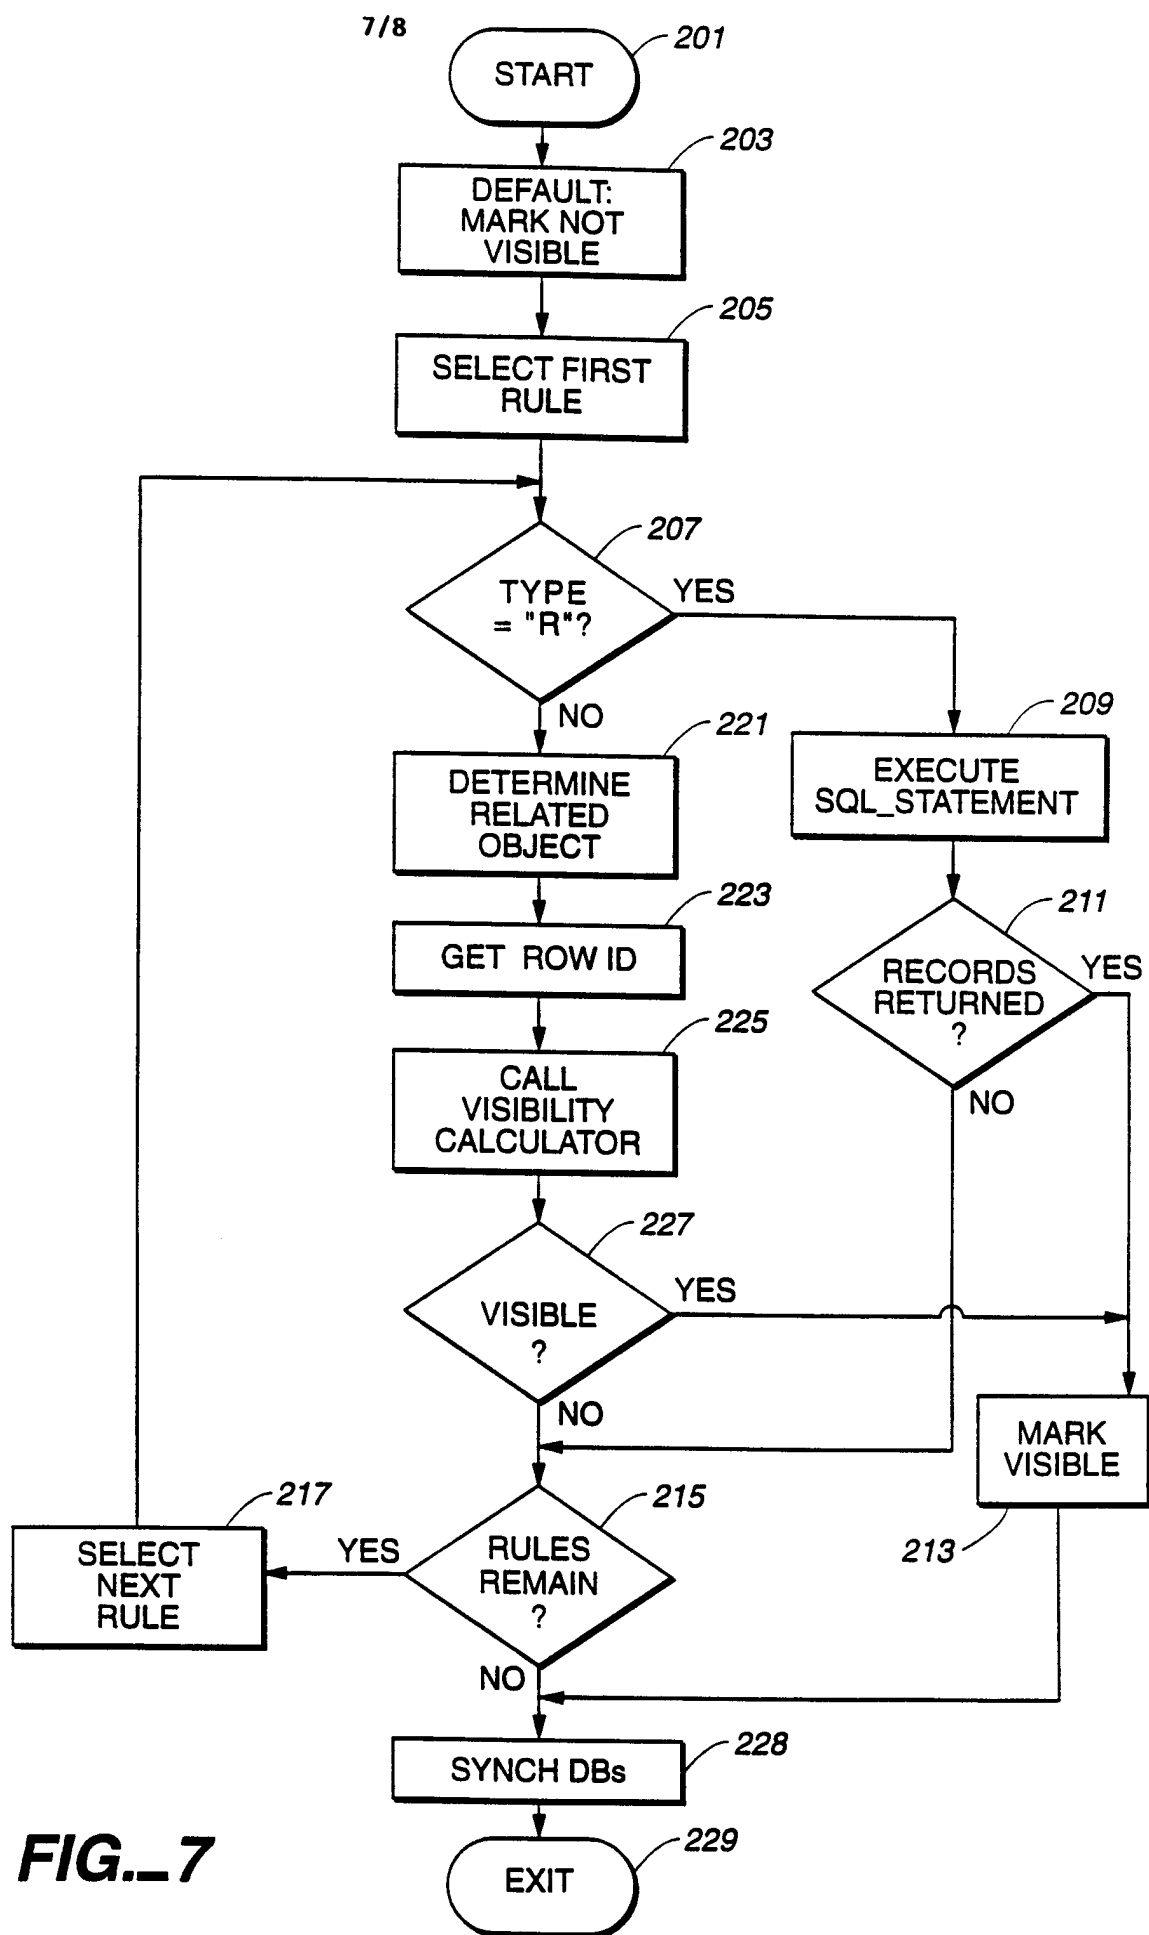 7/8
201
START
203
DEFAULT:
MARK NOT
VISIBLE
205
SELECT FIRST
RULE
207
TYPE
= "R"?
YES
NO
209
EXECUTE
SQL_STATEMENT
221
DETERMINE
RELATED
OBJECT
211
RECORDS
RETURNED
?
YES
NO
223
GET ROW ID
225
CALL
VISIBILITY
CALCULATOR
227
VISIBLE
?
YES
NO
MARK
VISIBLE
213
215
RULES
REMAIN
?
YES
NO
217
SELECT
NEXT
RULE
228
SYNCH DBs
229
EXIT
FIG._7